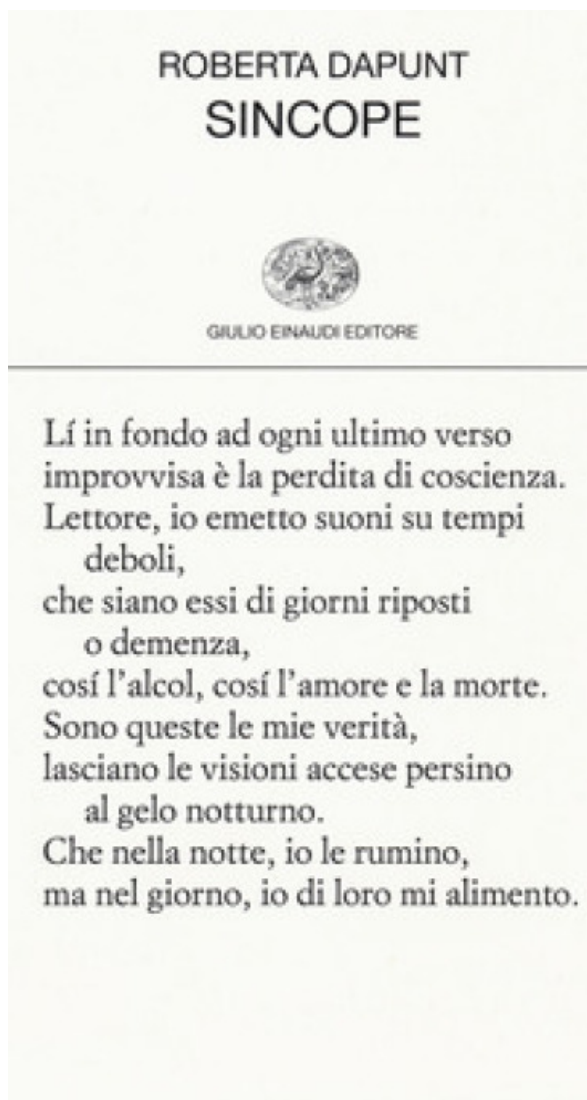 ROBERTA DAPUNT
SINCOPE
GIULIO EINAUDI EDITORE
Lí in fondo ad ogni ultimo verso
improvvisa è la perdita di coscienza.
Lettore, io emetto suoni su tempi
deboli,
che siano essi di giorni riposti
o demenza,
cosí l’alcol, cosí l’amore e la morte.
Sono queste le mie verità,
lasciano le visioni accese persino
al gelo notturno.
Che nella notte, io le rumino,
ma nel giorno, io di loro mi alimento.